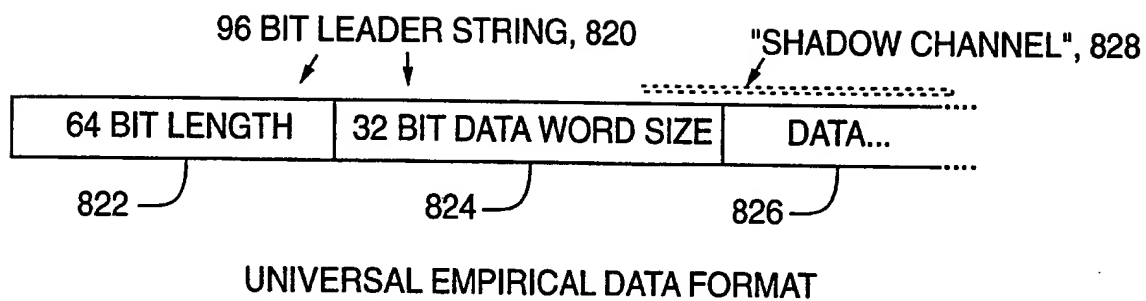 96 BIT LEADER STRING, 820
"SHADOW CHANNEL", 828
64 BIT LENGTH
32 BIT DATA WORD SIZE
DATA...
822
824
826
UNIVERSAL EMPIRICAL DATA FORMAT